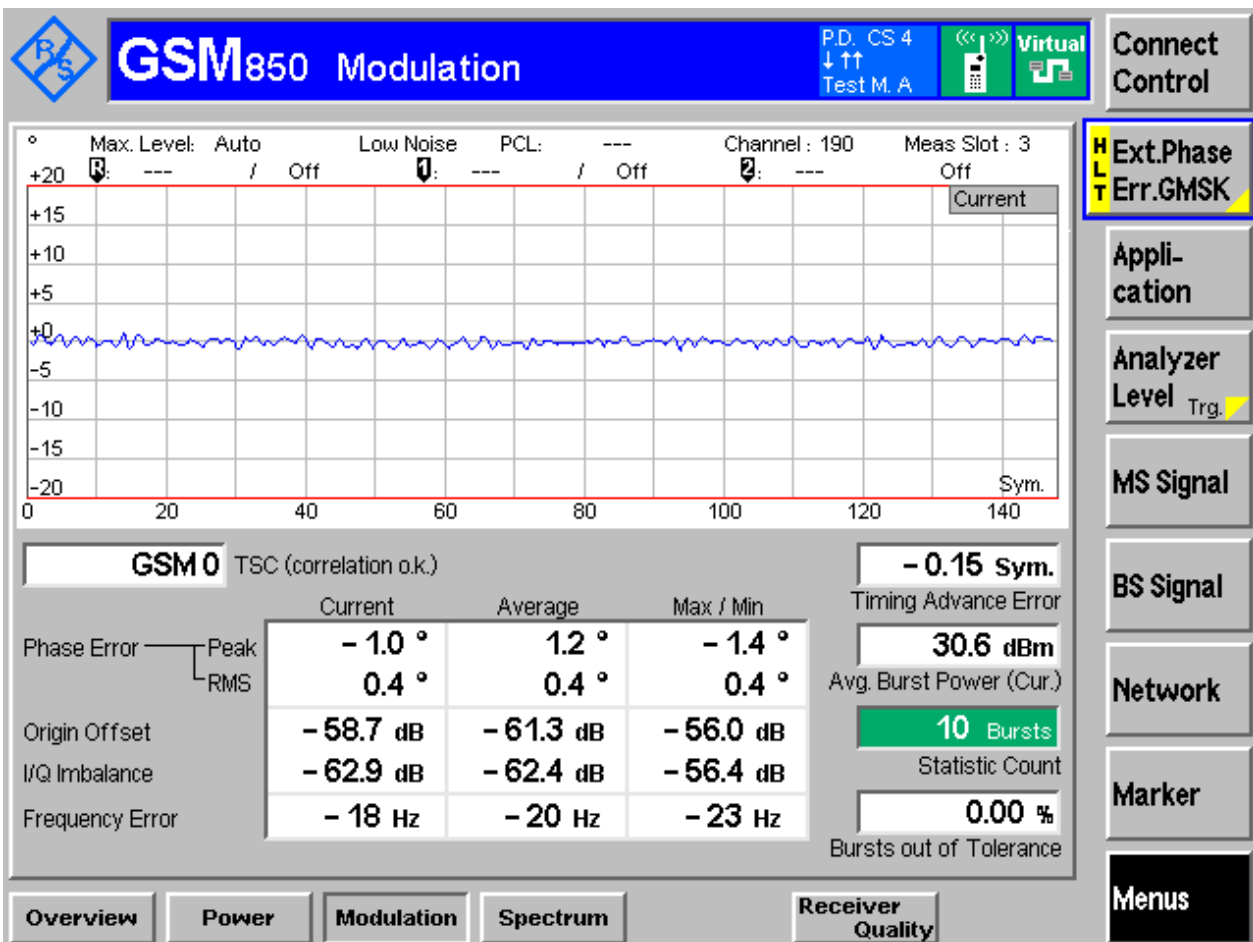 R&S
GSM850 Modulation
P.D. CS 4
↓ ↑↑
Test M. A
Virtual
Connect Control
° Max. Level: Auto Low Noise PCL: --- Channel : 190 Meas Slot : 3
R: --- / Off 1: --- / Off 2: --- Off
Current
+20
+15
+10
+5
+0
-5
-10
-15
-20
Sym.
0 20 40 60 80 100 120 140
GSM 0 TSC (correlation o.k.)
Current Average Max / Min
Phase Error Peak - 1.0 ° 1.2 ° - 1.4 °
RMS 0.4 ° 0.4 ° 0.4 °
Origin Offset - 58.7 dB - 61.3 dB - 56.0 dB
I/Q Imbalance - 62.9 dB - 62.4 dB - 56.4 dB
Frequency Error - 18 Hz - 20 Hz - 23 Hz
- 0.15 Sym.
Timing Advance Error
30.6 dBm
Avg. Burst Power (Cur.)
10 Bursts
Statistic Count
0.00 %
Bursts out of Tolerance
HLT
Ext.Phase
Err.GMSK
Appli-
cation
Analyzer
Level Trg.
MS Signal
BS Signal
Network
Marker
Menus
Overview Power Modulation Spectrum Receiver Quality